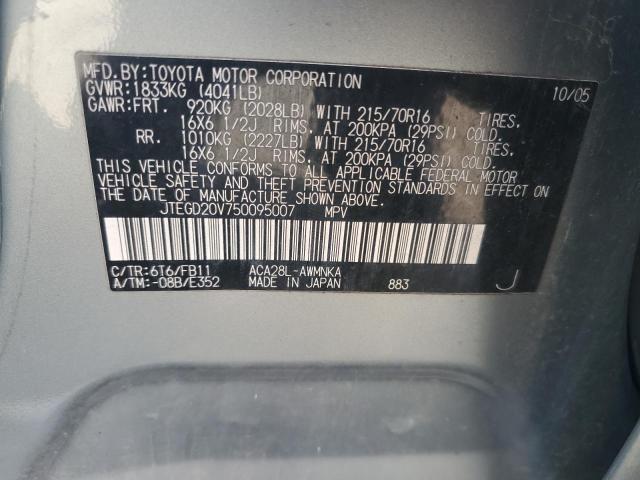 MFD.BY:TOYOTA MOTOR CORPORATION 10/05
GVWR:1833KG (4041LB)
GAWR:FRT. 920KG (2028LB) WITH 215/70R16 TIRES,
16X6 1/2J RIMS, AT 200KPA (29PSI) COLD.
RR. 1010KG (2227LB) WITH 215/70R16 TIRES,
16X6 1/2J RIMS, AT 200KPA (29PSI) COLD.
THIS VEHICLE CONFORMS TO ALL APPLICABLE FEDERAL MOTOR
VEHICLE SAFETY AND THEFT PREVENTION STANDARDS IN EFFECT ON
THE DATE OF MANUFACTURE SHOWN ABOVE.
JTEGD20V750095007 MPV
C/TR:6T6/FB11 ACA28L-AWMNKA
A/TM:-08B/E352 MADE IN JAPAN 883 J